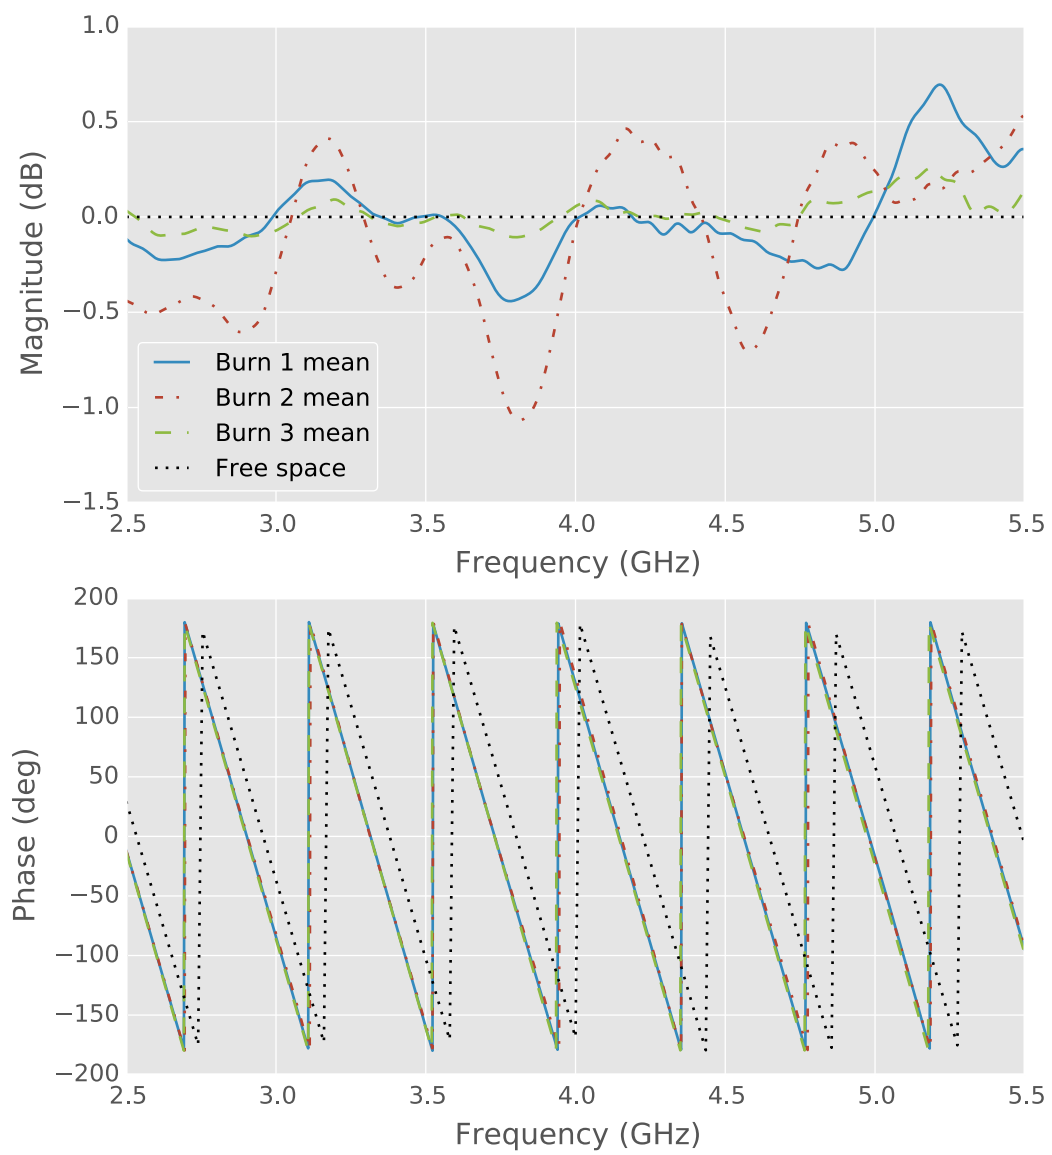 1.0
0.5
0.0
−0.5
−1.0
−1.5
Magnitude (dB)
Burn 1 mean
Burn 2 mean
Burn 3 mean
Free space
2.5 3.0 3.5 4.0 4.5 5.0 5.5
Frequency (GHz)
200
150
100
50
0
−50
−100
−150
−200
Phase (deg)
2.5 3.0 3.5 4.0 4.5 5.0 5.5
Frequency (GHz)